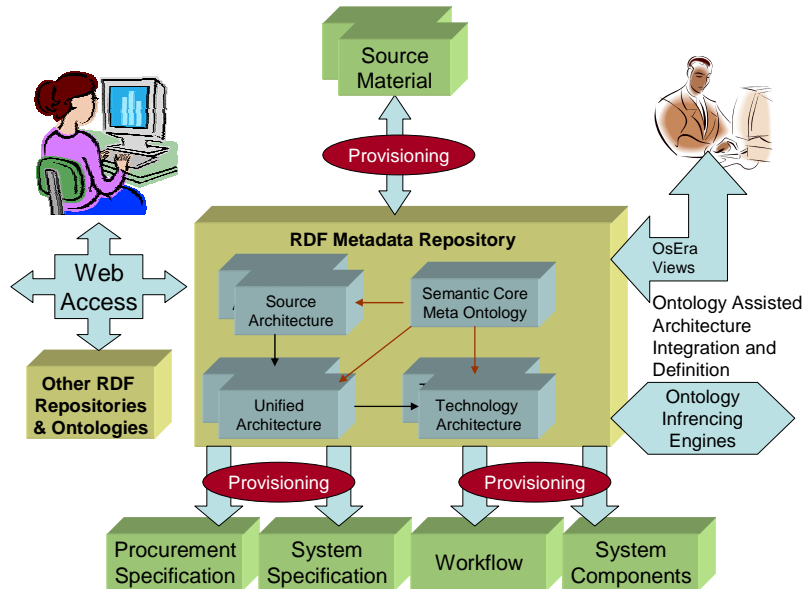 Source
Material
Provisioning
RDF Metadata Repository
OsEra
Views
Web
Access
Source
Architecture
Semantic Core
Meta Ontology
Ontology Assisted
Architecture
Integration and
Definition
Other RDF
Repositories
& Ontologies
Unified
Architecture
Technology
Architecture
Ontology
Infrencing
Engines
Provisioning
Provisioning
Procurement
Specification
System
Specification
Workflow
System
Components